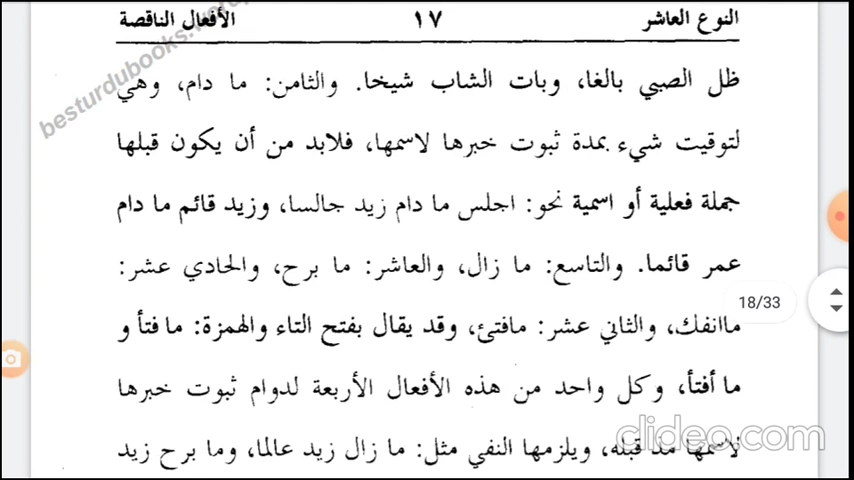 النوع العاشر ١٧ الأفعال الناقصة
ظل الصبي بالغا، وبات الشاب شيخا. والثامن: ما دام، وهي
لتوقيت شيء بمدة ثبوت خبرها لاسمها، فلابد من أن يكون قبلها
جملة فعلية أو اسمية نحو: اجلس ما دام زيد جالسا، وزيد قائم ما دام
عمر قائما. والتاسع: ما زال، والعاشر: ما برح، والحادي عشر:
18/33
ماانفك، والثاني عشر: مافتئ، وقد يقال بفتح التاء والهمزة: ما فتأ و
ما أفتأ، وكل واحد من هذه الأفعال الأربعة لدوام ثبوت خبرها
لاسمها مذ قبله، ويلزمها النفي مثل: ما زال زيد عالما، وما برح زيد
clideo.com